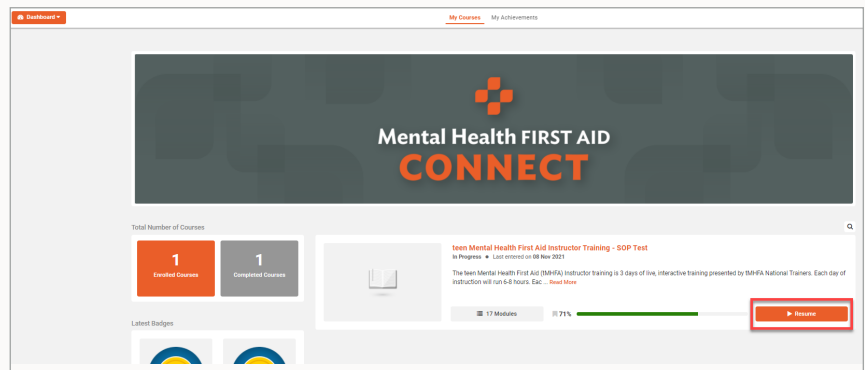 Dashboard
My Courses My Achievements
Mental Health FIRST AID
CONNECT
Total Number of Courses
1
Enrolled Courses
1
Completed Courses
teen Mental Health First Aid Instructor Training - SOP Test
In Progress • Last entered on 08 Nov 2021
The teen Mental Health First Aid (tMHFA) Instructor training is 3 days of live, interactive training presented by tMHFA National Trainers. Each day of
instruction will run 6-8 hours. Eac ... Read More
17 Modules
71%
Resume
Latest Badges